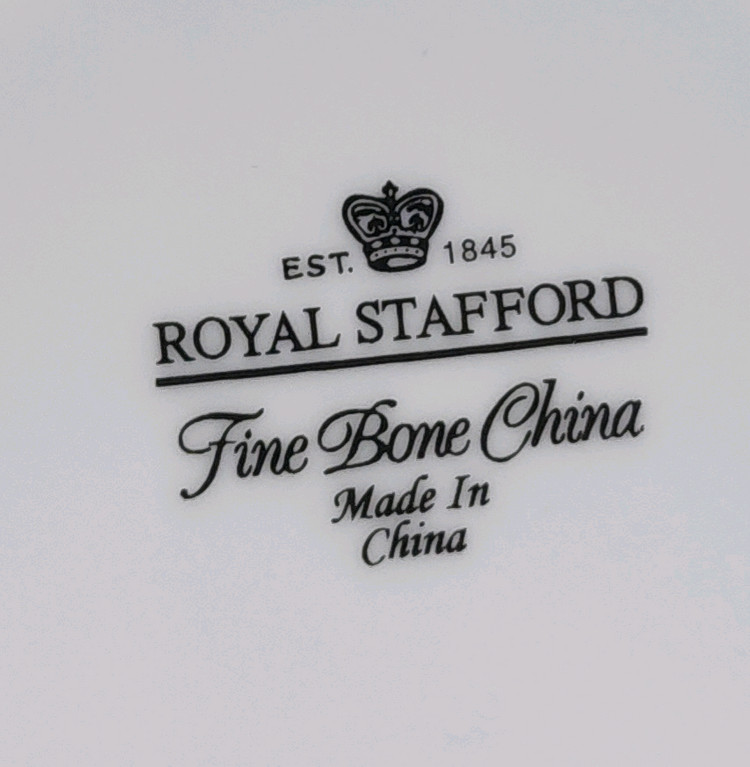 EST. 1845
ROYAL STAFFORD
Fine Bone China
Made In
China